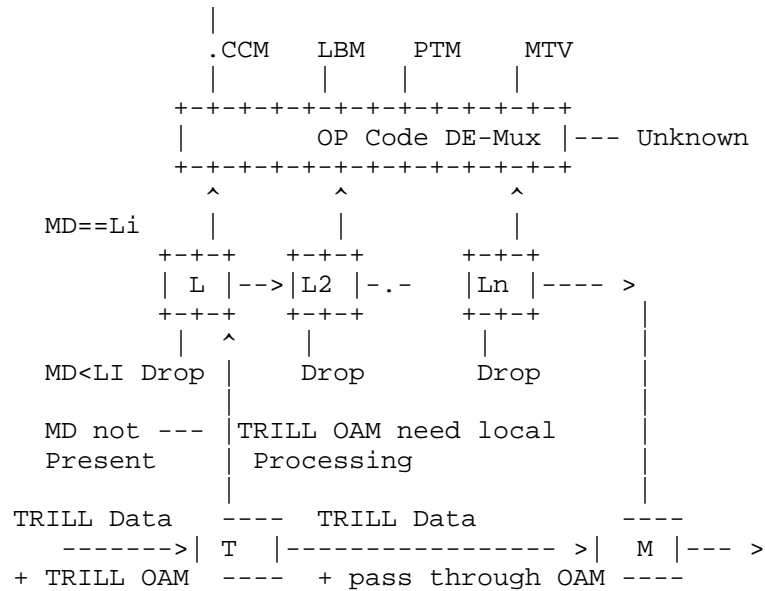 |
.CCM    LBM    PTM    MTV
|       |     |       |
+-+-+-+-+-+-+-+-+-+-+-+-+
|         OP Code DE-Mux |--- Unknown
+-+-+-+-+-+-+-+-+-+-+-+-+
^       ^          ^
MD==Li      |       |          |
+-+-+   +-+-+      +-+-+
| L |-->|L2 |-.-   |Ln |---- >
+-+-+   +-+-+      +-+-+      |
|  ^    |          |         |
MD<LI Drop |    Drop       Drop        |
|                         |
MD not --- |TRILL OAM need local     |
Present    | Processing              |
|                         |
TRILL Data   ----  TRILL Data         ----
------->| T  |----------------- >|  M |--- >
+ TRILL OAM  ----  + pass through OAM ----